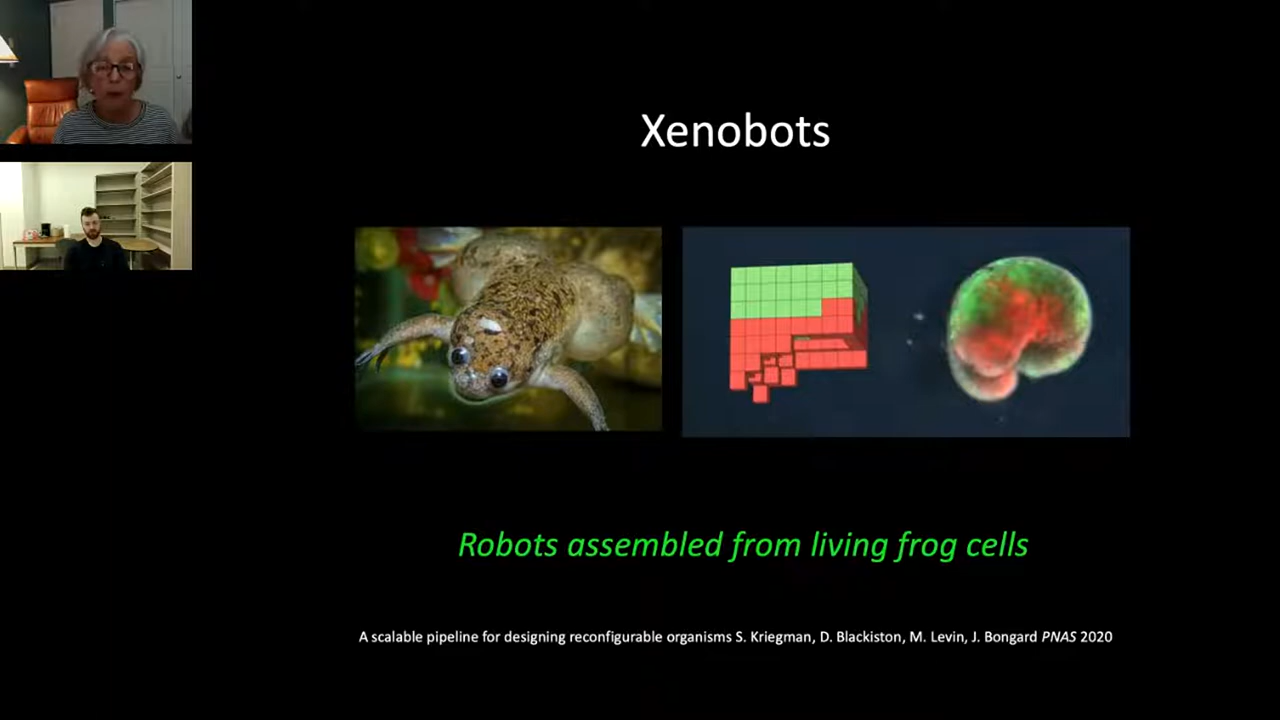 Xenobots
Robots assembled from living frog cells
A scalable pipeline for designing reconfigurable organisms S. Kriegman, D. Blackiston, M. Levin, J. Bongard PNAS 2020